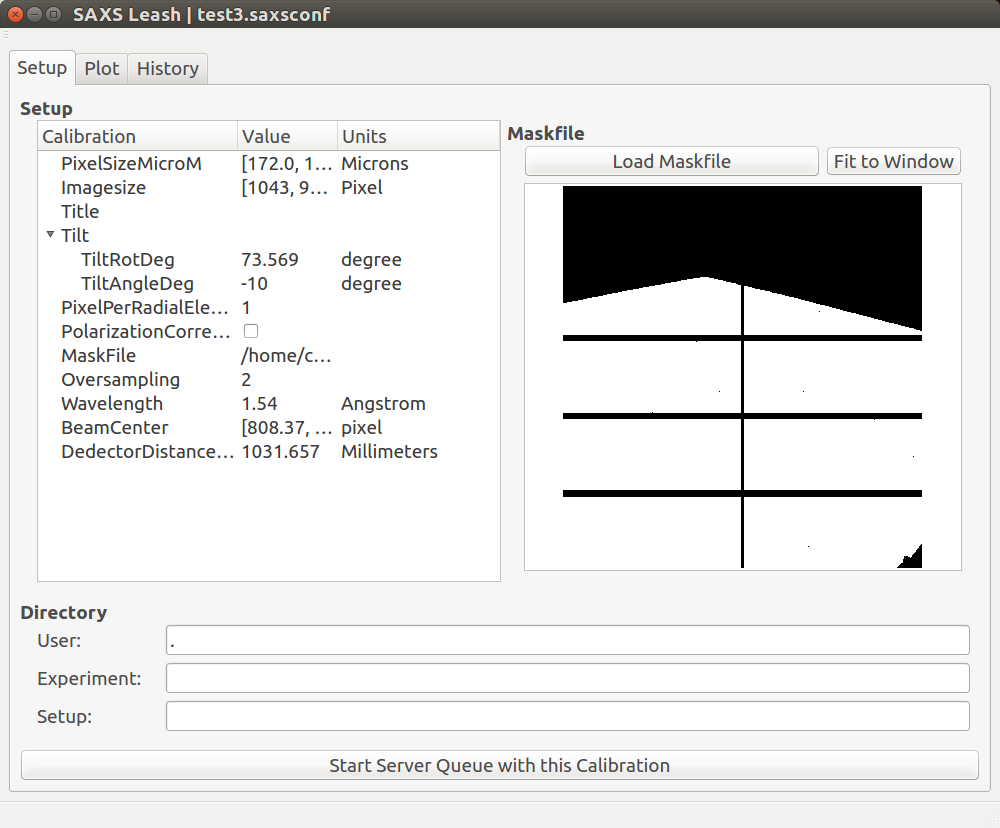 SAXS Leash | test3.saxsconf
Setup Plot History
Setup
Calibration Value Units
PixelSizeMicroM [172.0, 1... Microns
Imagesize [1043, 9... Pixel
Title
Tilt
TiltRotDeg 73.569 degree
TiltAngleDeg -10 degree
PixelPerRadialEle... 1
PolarizationCorre...
MaskFile /home/c...
Oversampling 2
Wavelength 1.54 Angstrom
BeamCenter [808.37, ... pixel
DedectorDistance... 1031.657 Millimeters
Maskfile
Load Maskfile Fit to Window
Directory
User: .
Experiment:
Setup:
Start Server Queue with this Calibration